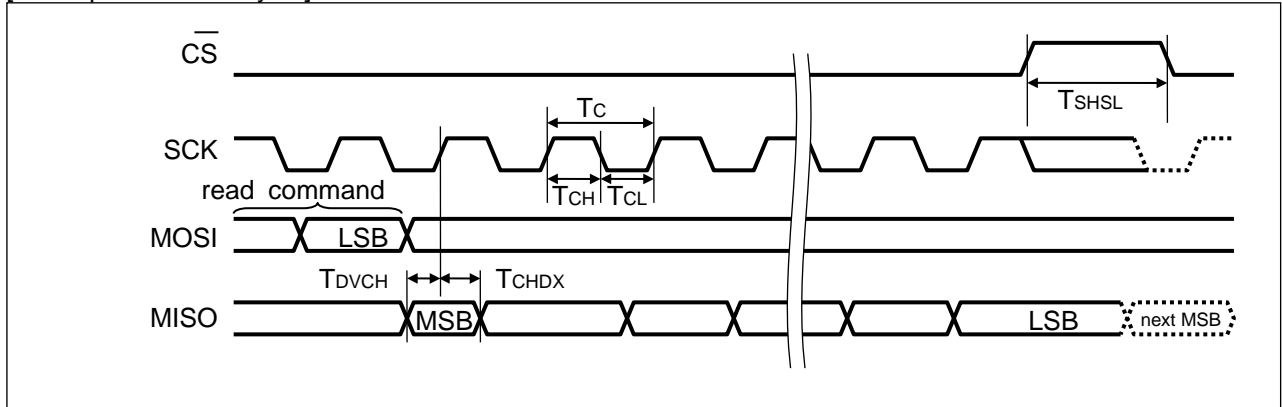 CS
TSHSL
TC
SCK
TCH TCL
read command
MOSI LSB
TDVCH TCHDX
MISO MSB LSB next MSB